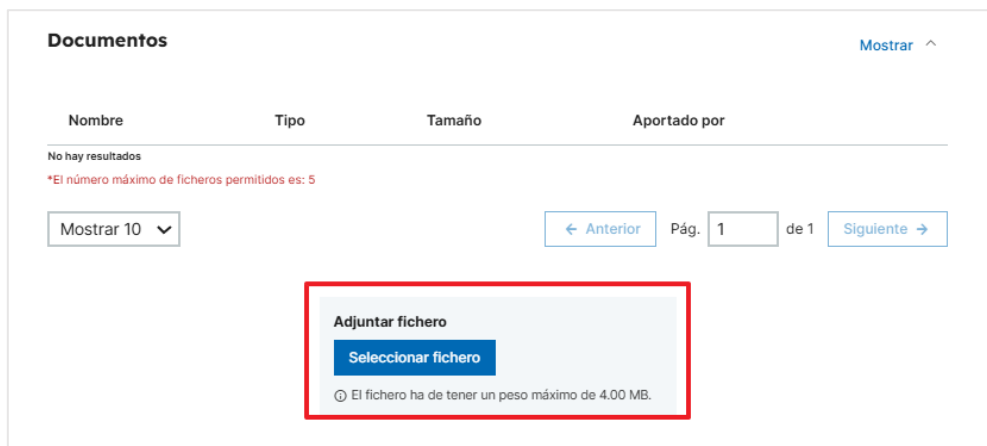 Documentos
Mostrar
Nombre Tipo Tamaño Aportado por
No hay resultados
*El número máximo de ficheros permitidos es: 5
Mostrar 10 ← Anterior Pág. 1 de 1 Siguiente →
Adjuntar fichero
Seleccionar fichero
El fichero ha de tener un peso máximo de 4.00 MB.